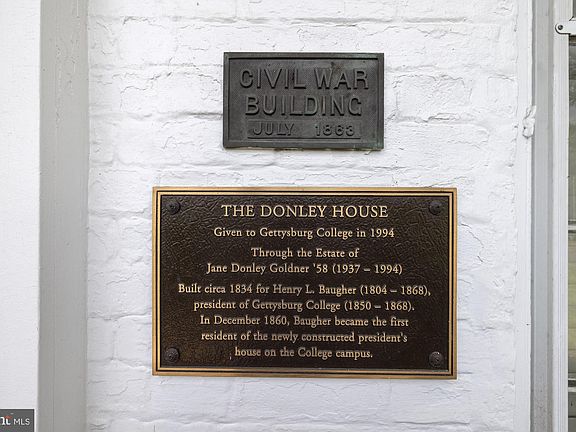 CIVIL WAR
BUILDING
JULY 1863
THE DONLEY HOUSE
Given to Gettysburg College in 1994
Through the Estate of
Jane Donley Goldner '58 (1937 – 1994)
Built circa 1834 for Henry L. Baugher (1804 – 1868),
president of Gettysburg College (1850 – 1868).
In December 1860, Baugher became the first
resident of the newly constructed president's
house on the College campus.
MLS